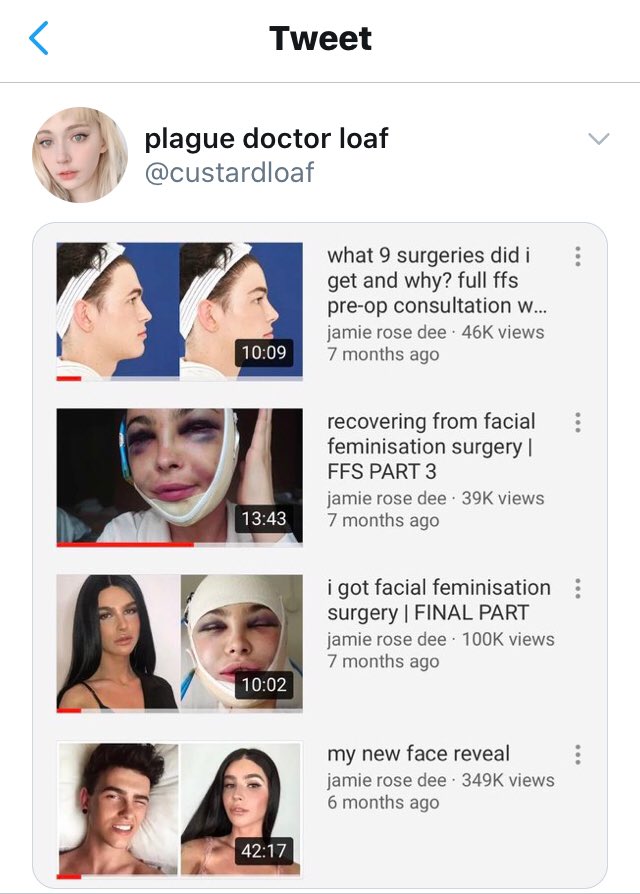 Tweet
plague doctor loaf
@custardloaf
what 9 surgeries did i
get and why? full ffs
pre-op consultation w...
jamie rose dee · 46K views
7 months ago
10:09
recovering from facial
feminisation surgery |
FFS PART 3
jamie rose dee · 39K views
7 months ago
13:43
i got facial feminisation
surgery | FINAL PART
jamie rose dee · 100K views
7 months ago
10:02
my new face reveal
jamie rose dee · 349K views
6 months ago
42:17